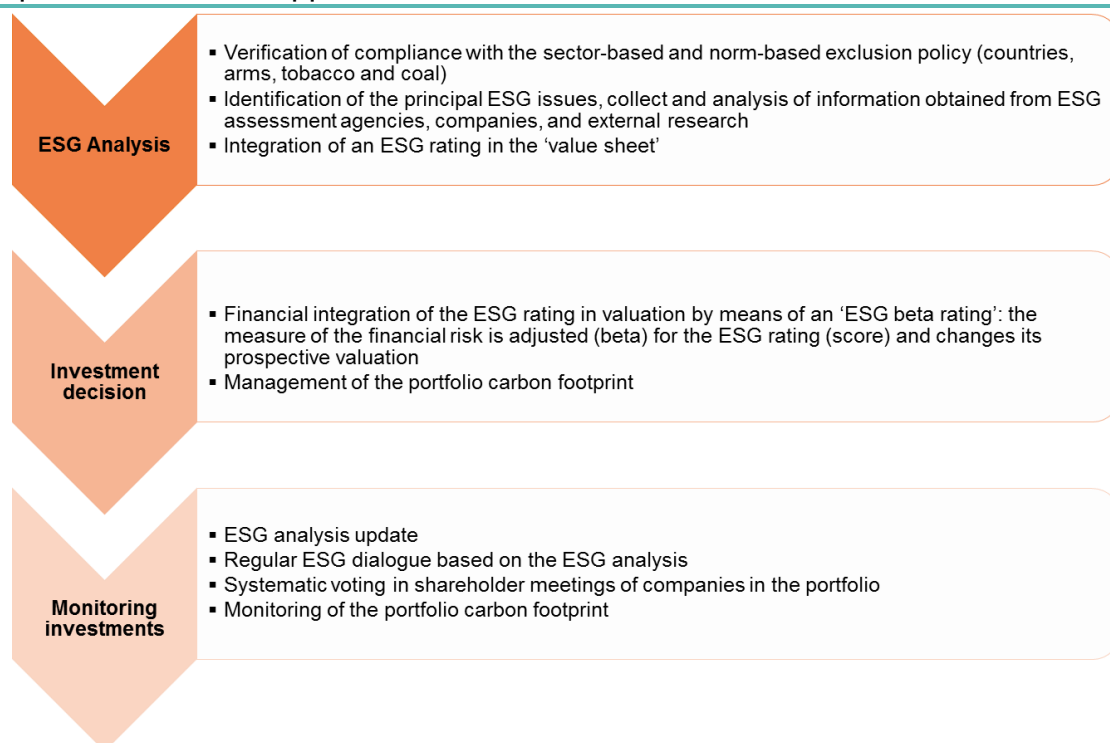 ▪ Verification of compliance with the sector-based and norm-based exclusion policy (countries,
arms, tobacco and coal)
▪ Identification of the principal ESG issues, collect and analysis of information obtained from ESG
assessment agencies, companies, and external research
ESG Analysis
▪ Integration of an ESG rating in the ‘value sheet’
▪ Financial integration of the ESG rating in valuation by means of an ‘ESG beta rating’: the
measure of the financial risk is adjusted (beta) for the ESG rating (score) and changes its
prospective valuation
Investment
decision
▪ Management of the portfolio carbon footprint
▪ ESG analysis update
▪ Regular ESG dialogue based on the ESG analysis
▪ Systematic voting in shareholder meetings of companies in the portfolio
Monitoring
investments
▪ Monitoring of the portfolio carbon footprint